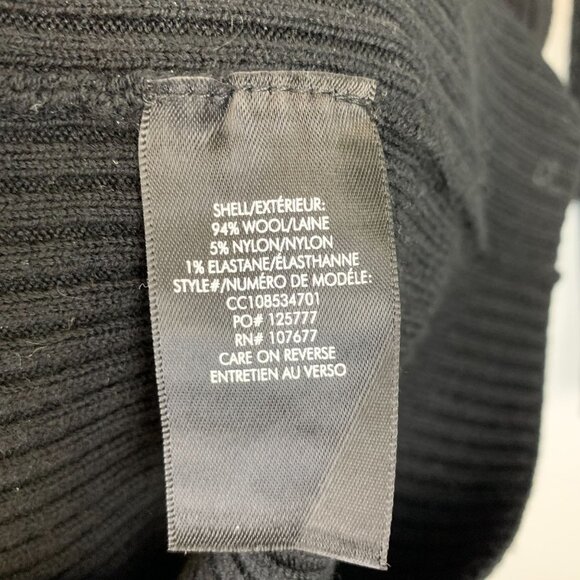 SHELL/EXTÉRIEUR:
94% WOOL/LAINE
5% NYLON/NYLON
1% ELASTANE/ÉLASTHANNE
STYLE#/NUMÉRO DE MODÉLE:
CC108534701
PO# 125777
RN# 107677
CARE ON REVERSE
ENTRETIEN AU VERSO